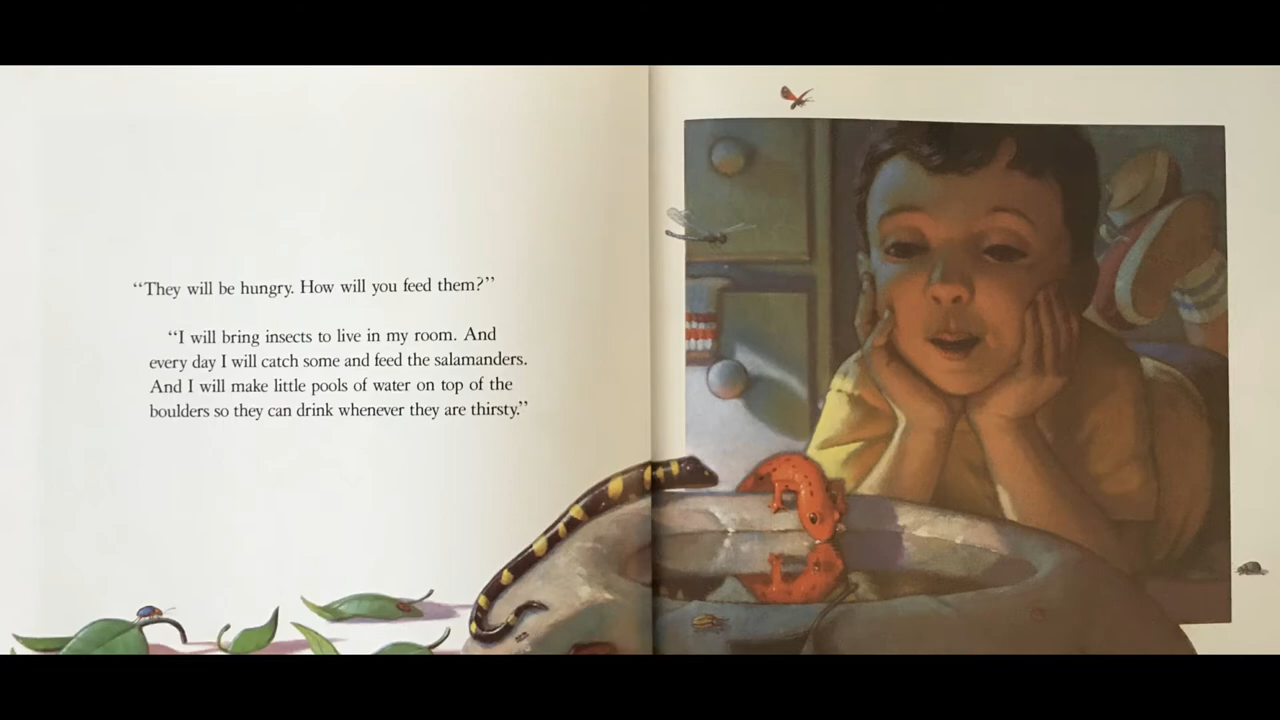 “They will be hungry. How will you feed them?”
“I will bring insects to live in my room. And
every day I will catch some and feed the salamanders.
And I will make little pools of water on top of the
boulders so they can drink whenever they are thirsty.”